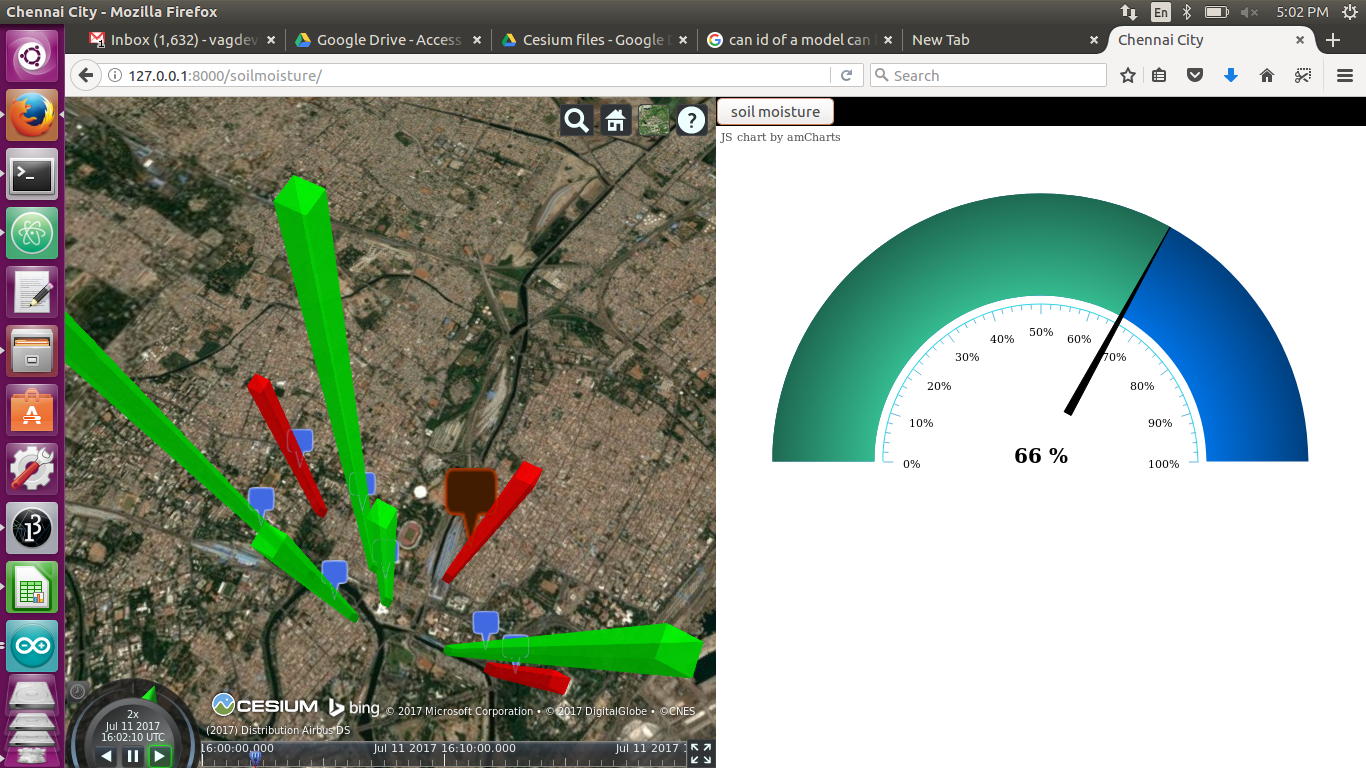 Chennai City - Mozilla Firefox
En
5:02 PM
Inbox (1,632) - vagdev
Google Drive - Access
Cesium files - Google D
can id of a model can
New Tab
Chennai City
127.0.0.1:8000/soilmoisture/
Search
soil moisture
JS chart by amCharts
0%
10%
20%
30%
40%
50%
60%
70%
80%
90%
100%
66 %
CESIUM
bing
© 2017 Microsoft Corporation • © 2017 DigitalGlobe • ©CNES
(2017) Distribution Airbus DS
2x
Jul 11 2017
16:02:10 UTC
16:00:00.000
Jul 11 2017 16:10:00.000
Jul 11 2017